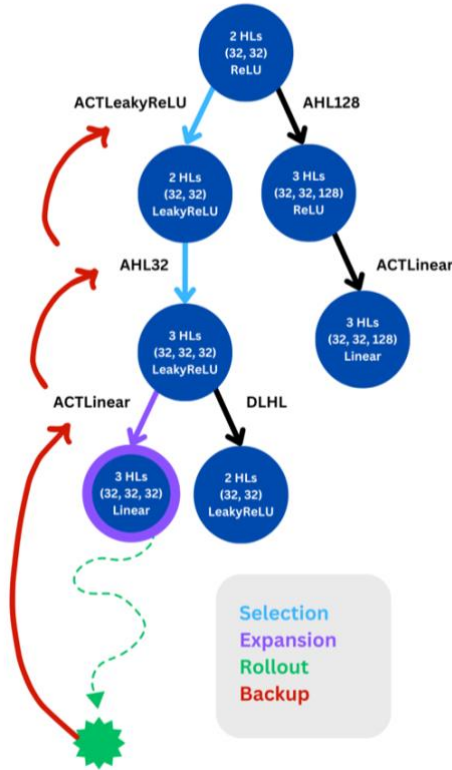 2 HLs
(32, 32)
ReLU
ACTLeakyReLU
AHL128
2 HLs
(32, 32)
LeakyReLU
3 HLs
(32, 32, 128)
ReLU
AHL32
ACTLinear
3 HLs
(32, 32, 32)
LeakyReLU
3 HLs
(32, 32, 128)
Linear
ACTLinear
DLHL
3 HLs
(32, 32, 32)
Linear
2 HLs
(32, 32)
LeakyReLU
Selection
Expansion
Rollout
Backup